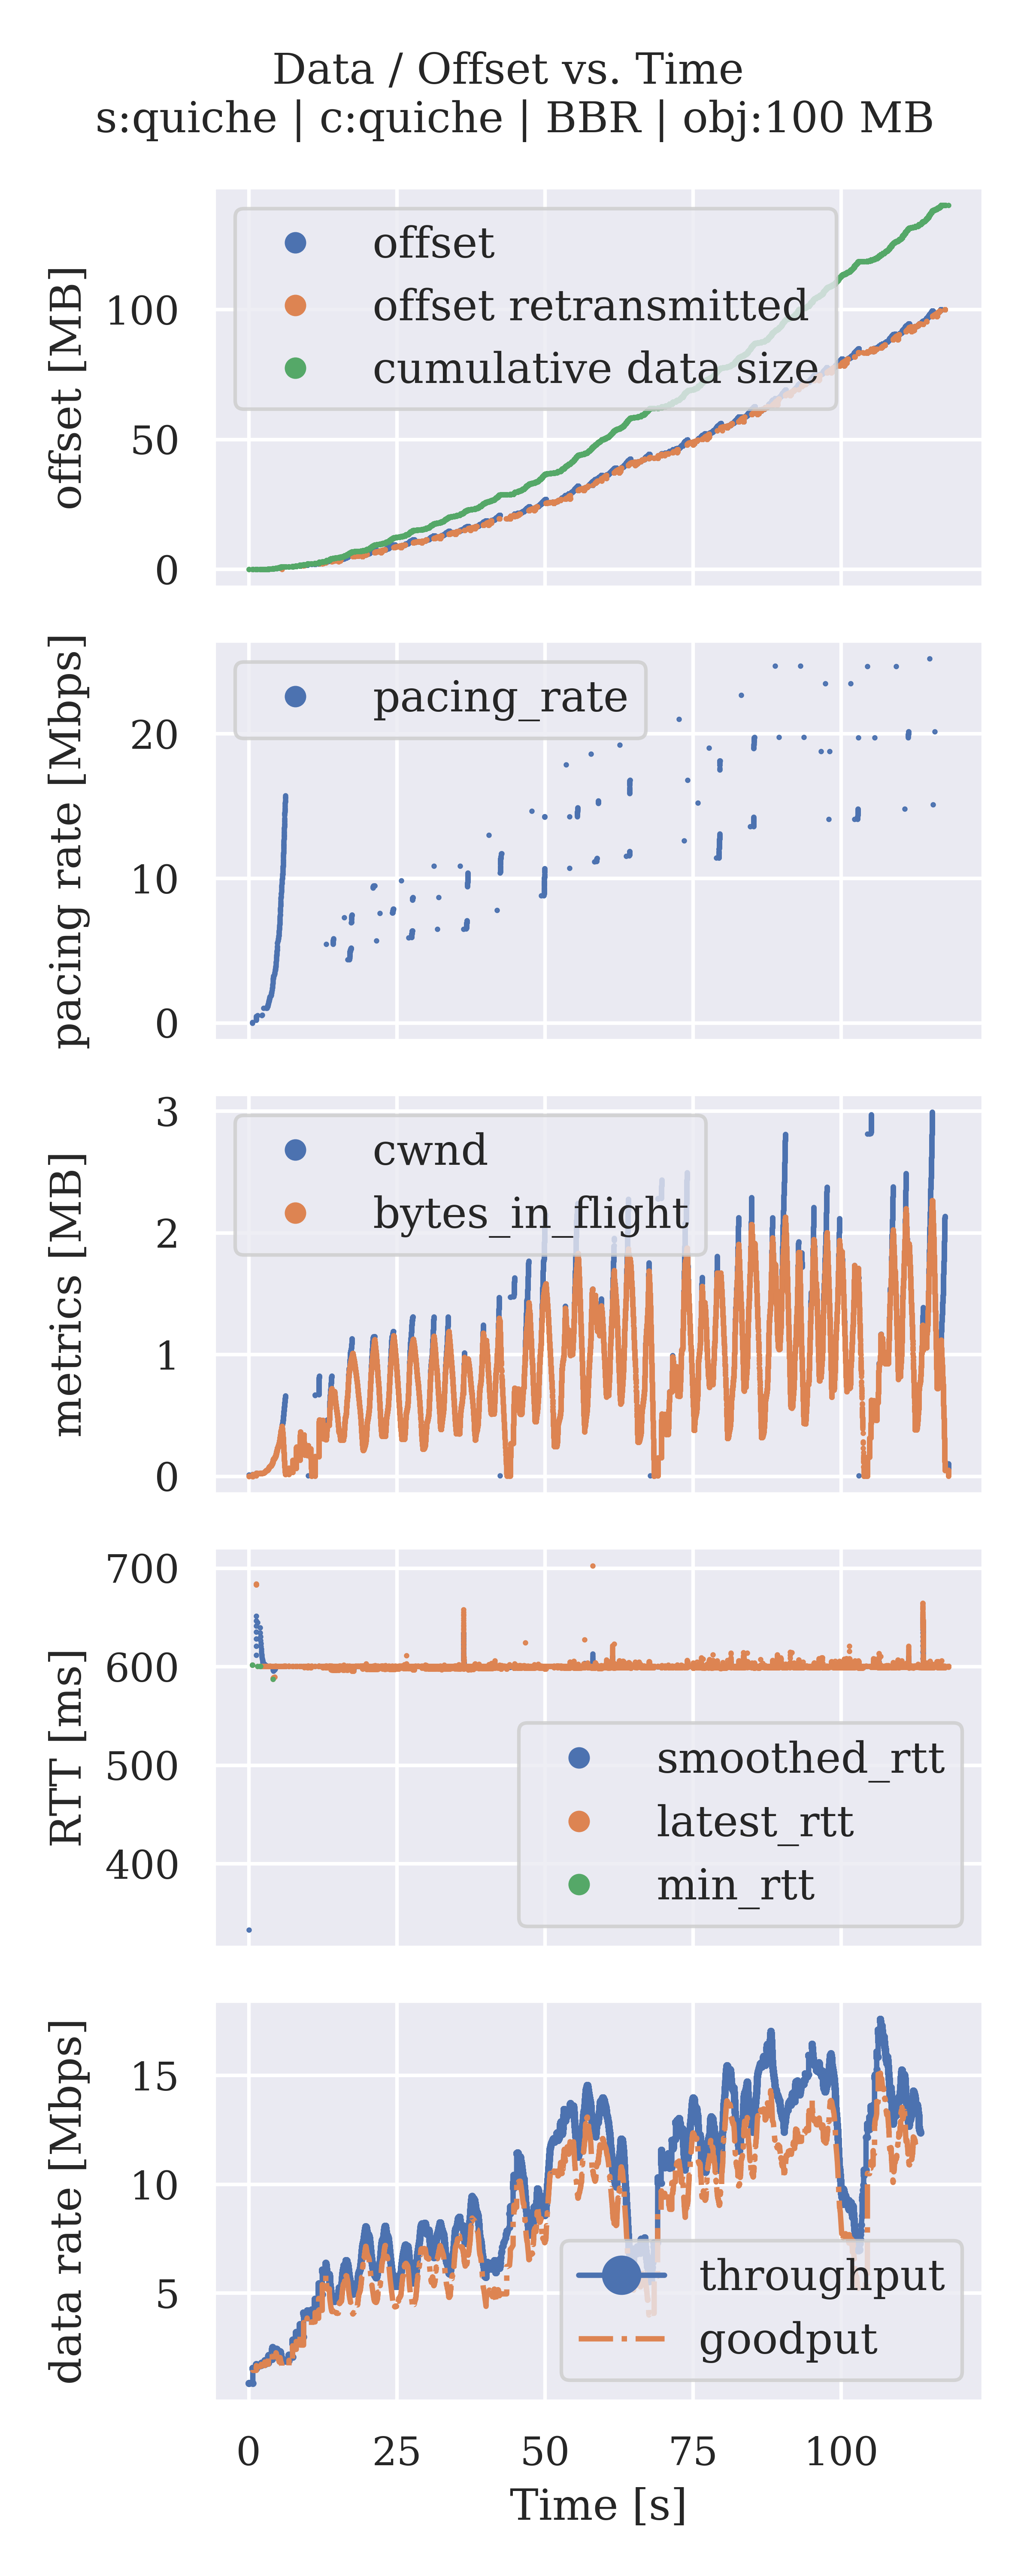 Data / Offset vs. Time
s:quiche | c:quiche | BBR | obj:100 MB
offset [MB]
100
50
0
offset
offset retransmitted
cumulative data size
pacing rate [Mbps]
20
10
0
pacing_rate
metrics [MB]
3
2
1
0
cwnd
bytes_in_flight
RTT [ms]
700
600
500
400
smoothed_rtt
latest_rtt
min_rtt
data rate [Mbps]
15
10
5
throughput
goodput
0 25 50 75 100
Time [s]